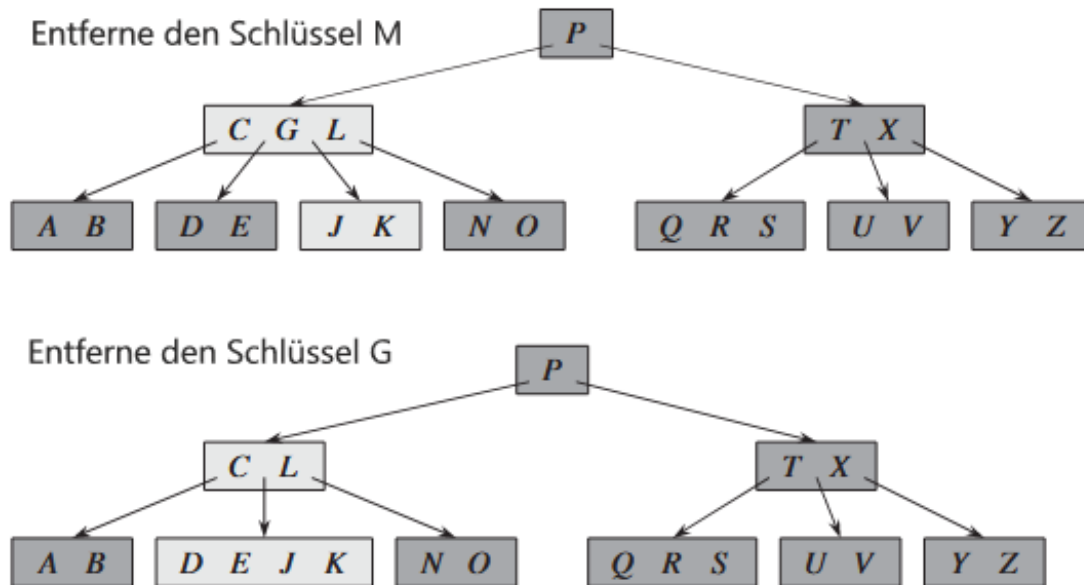 Entferne den Schlüssel M
P
C G L
T X
A B
D E
J K
N O
Q R S
U V
Y Z
Entferne den Schlüssel G
P
C L
T X
A B
D E J K
N O
Q R S
U V
Y Z